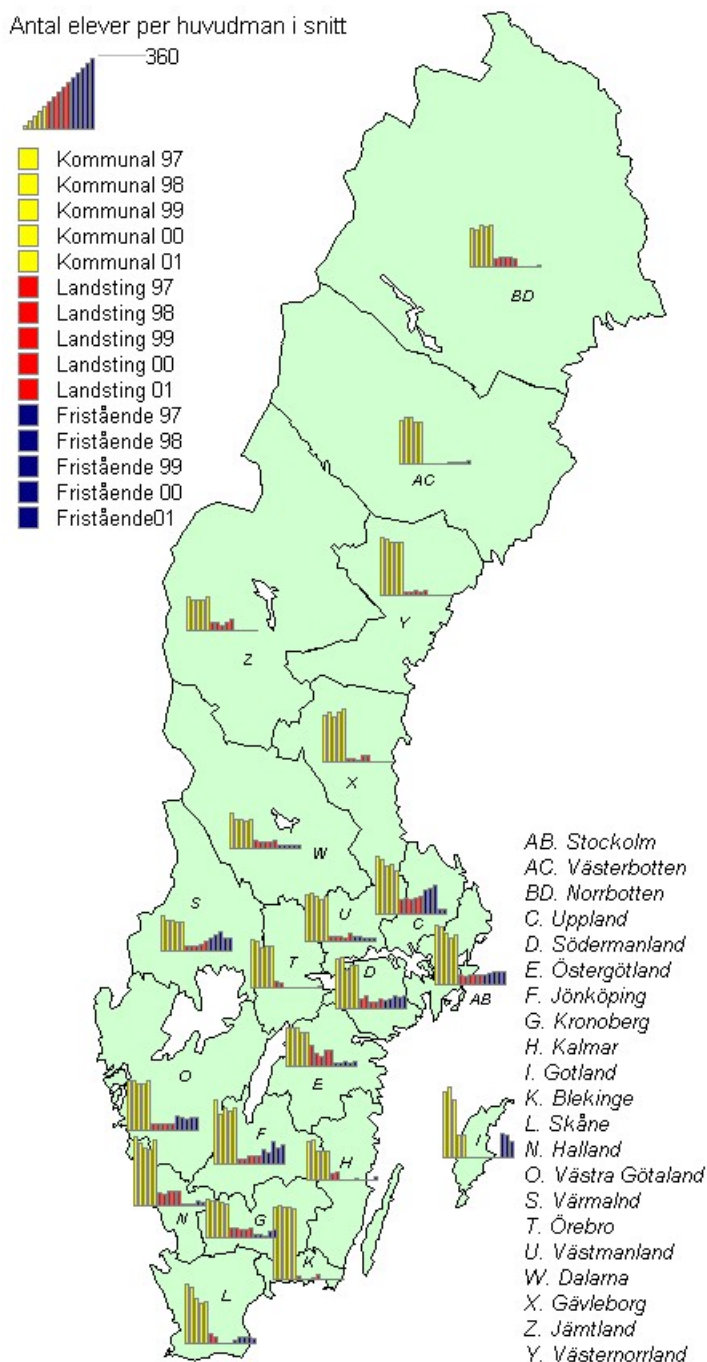 Antal elever per huvudman i snitt
360
Kommunal 97
Kommunal 98
Kommunal 99
Kommunal 00
Kommunal 01
Landsting 97
Landsting 98
Landsting 99
Landsting 00
Landsting 01
Fristående 97
Fristående 98
Fristående 99
Fristående 00
Fristående01
BD
AC
Y
Z
X
W
S
U
C
T
D
AB
E
O
F
I
H
N
G
K
L
AB. Stockolm
AC. Västerbotten
BD. Norrbotten
C. Uppland
D. Södermanland
E. Östergötland
F. Jönköping
G. Kronoberg
H. Kalmar
I. Gotland
K. Blekinge
L. Skåne
N. Halland
O. Västra Götaland
S. Värmalnd
T. Örebro
U. Västmanland
W. Dalarna
X. Gävleborg
Z. Jämtland
Y. Västernorrland